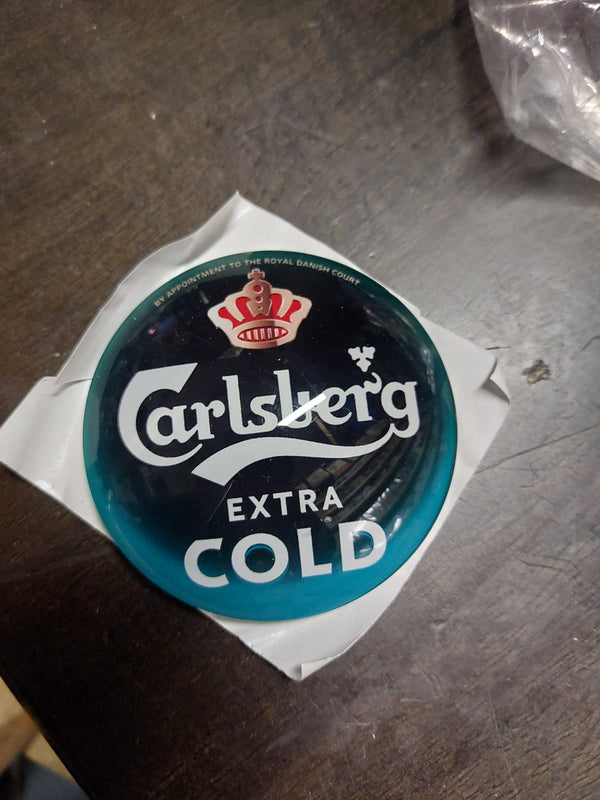 BY APPOINTMENT TO THE ROYAL DANISH COURT
Carlsberg
EXTRA
COLD